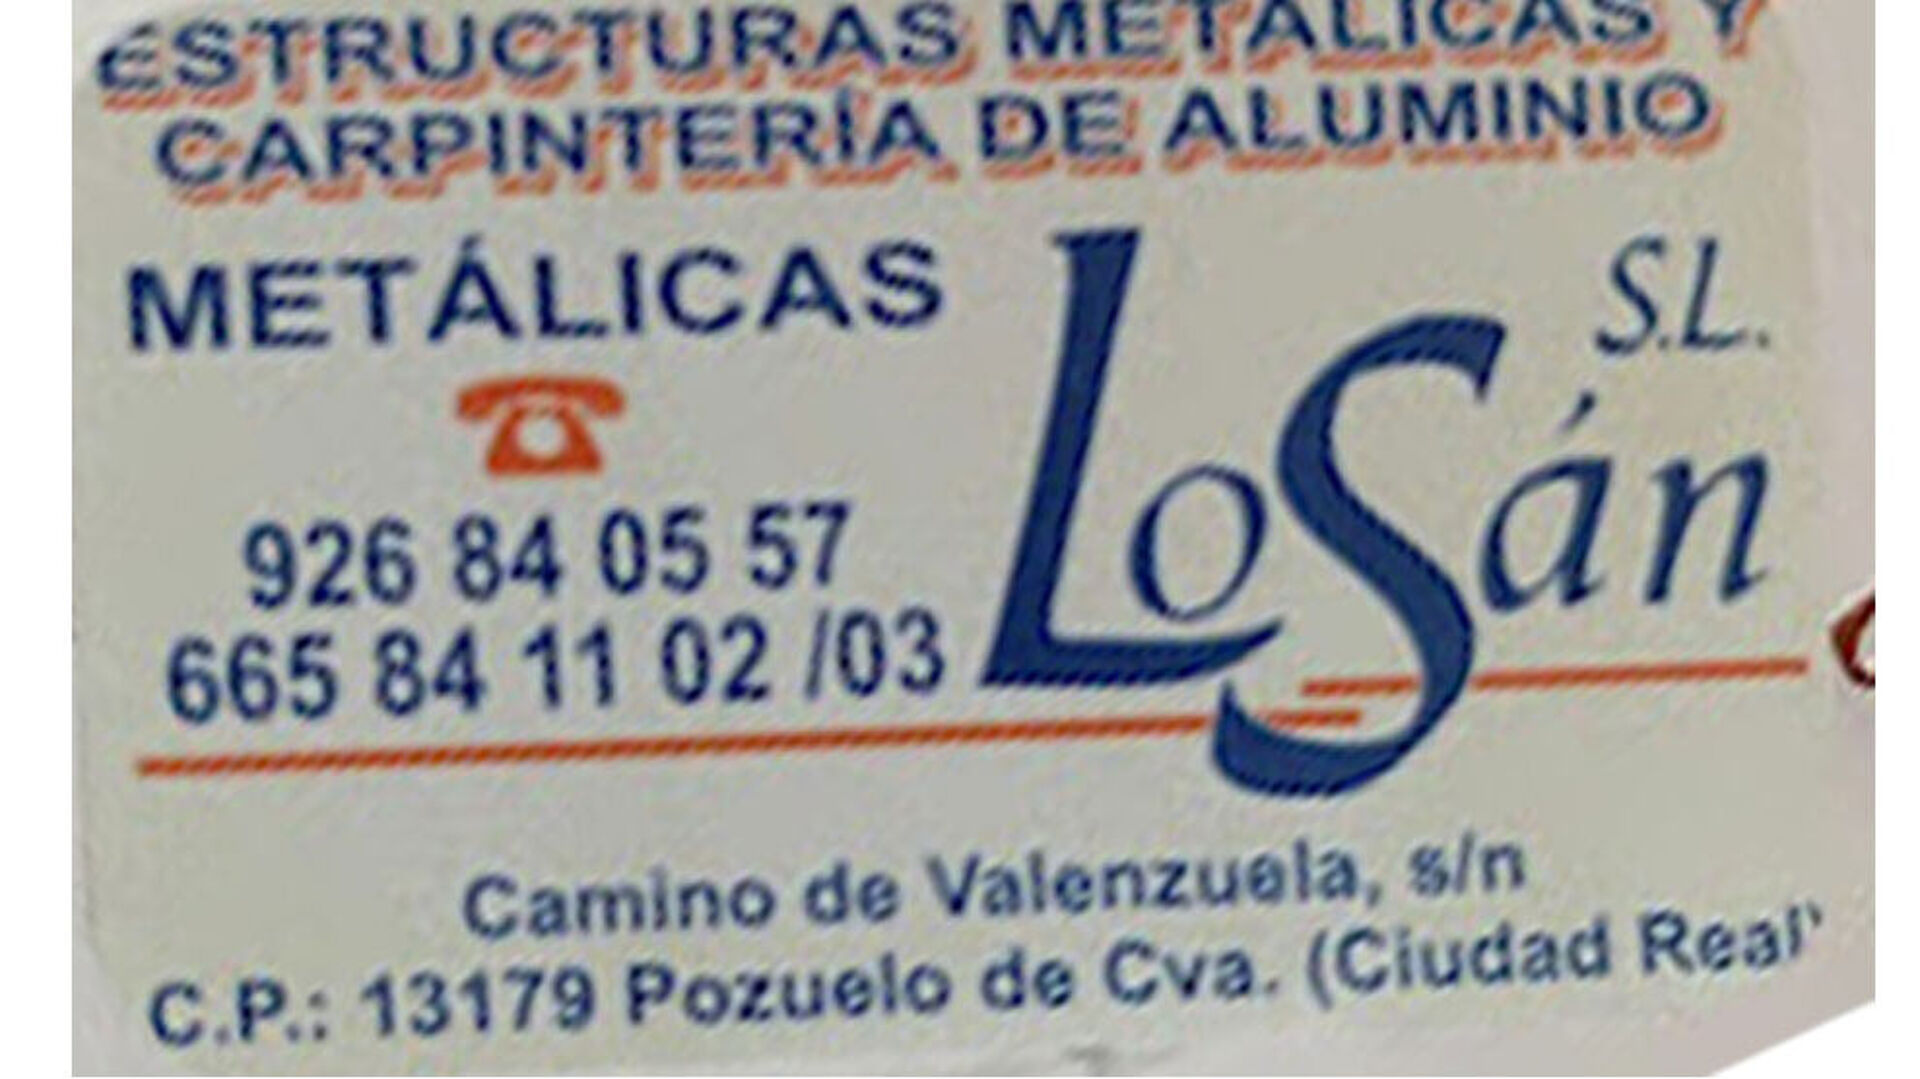 ESTRUCTURAS METÁLICAS Y
CARPINTERÍA DE ALUMINIO
METÁLICAS LoSán S.L.
926 84 05 57
665 84 11 02 /03
Camino de Valenzuela, s/n
C.P.: 13179 Pozuelo de Cva. (Ciudad Real)